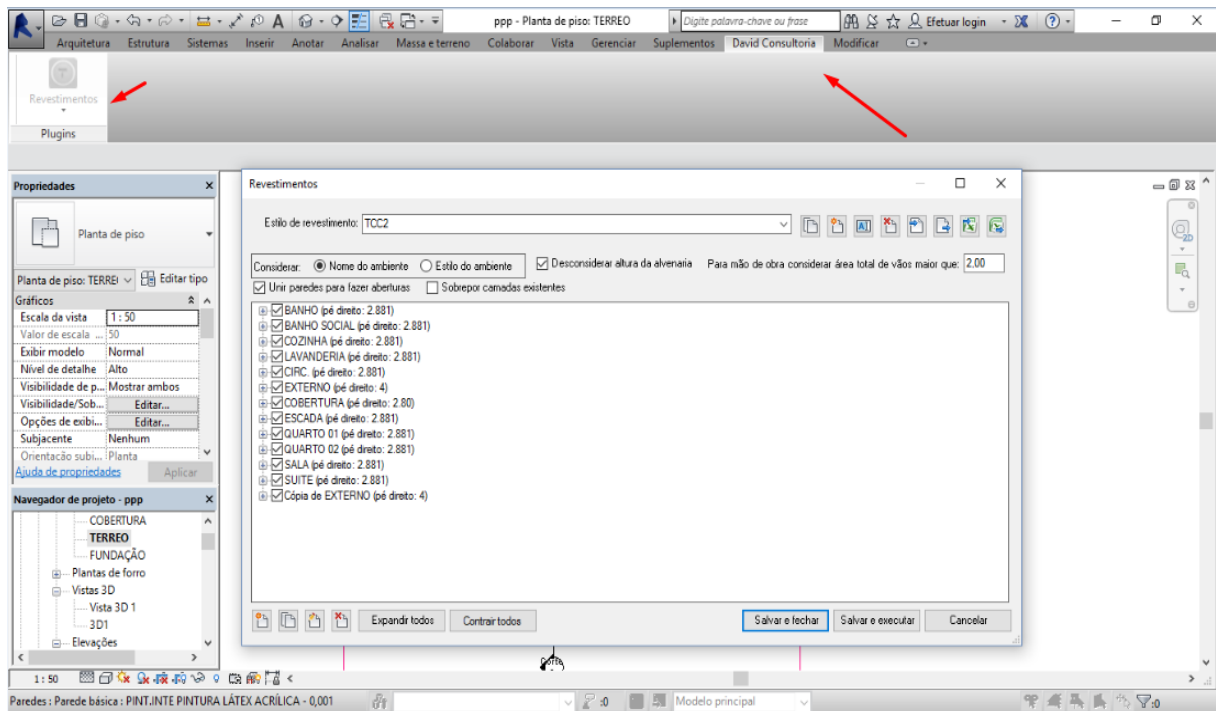 ppp - Planta de piso: TERREO
Digite palavra-chave ou frase
Efetuar login
Arquitetura Estrutura Sistemas Inserir Anotar Analisar Massa e terreno Colaborar Vista Gerenciar Suplementos David Consultoria Modificar
Revestimentos
Plugins
Propriedades
Planta de piso
Planta de piso: TERREI Editar tipo
Gráficos
Escala da vista 1 : 50
Valor de escala ... 50
Exibir modelo Normal
Nível de detalhe Alto
Visibilidade de p... Mostrar ambos
Visibilidade/Sob... Editar...
Opções de exibi... Editar...
Subjacente Nenhum
Orientação subj... Planta
Ajuda de propriedades Aplicar
Navegador de projeto - ppp
COBERTURA
TERREO
FUNDAÇÃO
Plantas de forro
Vistas 3D
Vista 3D 1
3D1
Elevações
Revestimentos
Estilo de revestimento: TCC2
Considerar: Nome do ambiente Estilo do ambiente Desconsiderar altura da alvenaria Para mão de obra considerar área total de vãos maior que: 2,00
Unir paredes para fazer aberturas Sobrepor camadas existentes
BANHO (pé direito: 2.881)
BANHO SOCIAL (pé direito: 2.881)
COZINHA (pé direito: 2.881)
LAVANDERIA (pé direito: 2.881)
CIRC. (pé direito: 2.881)
EXTERNO (pé direito: 4)
COBERTURA (pé direito: 2.80)
ESCADA (pé direito: 2.881)
QUARTO 01 (pé direito: 2.881)
QUARTO 02 (pé direito: 2.881)
SALA (pé direito: 2.881)
SUITE (pé direito: 2.881)
Cópia de EXTERNO (pé direito: 4)
Expandir todos Contrair todos Salvar e fechar Salvar e executar Cancelar
2D
Corte
1 : 50
Paredes : Parede básica : PINT.INTE PINTURA LÁTEX ACRÍLICA - 0,001
:0
Modelo principal
:0